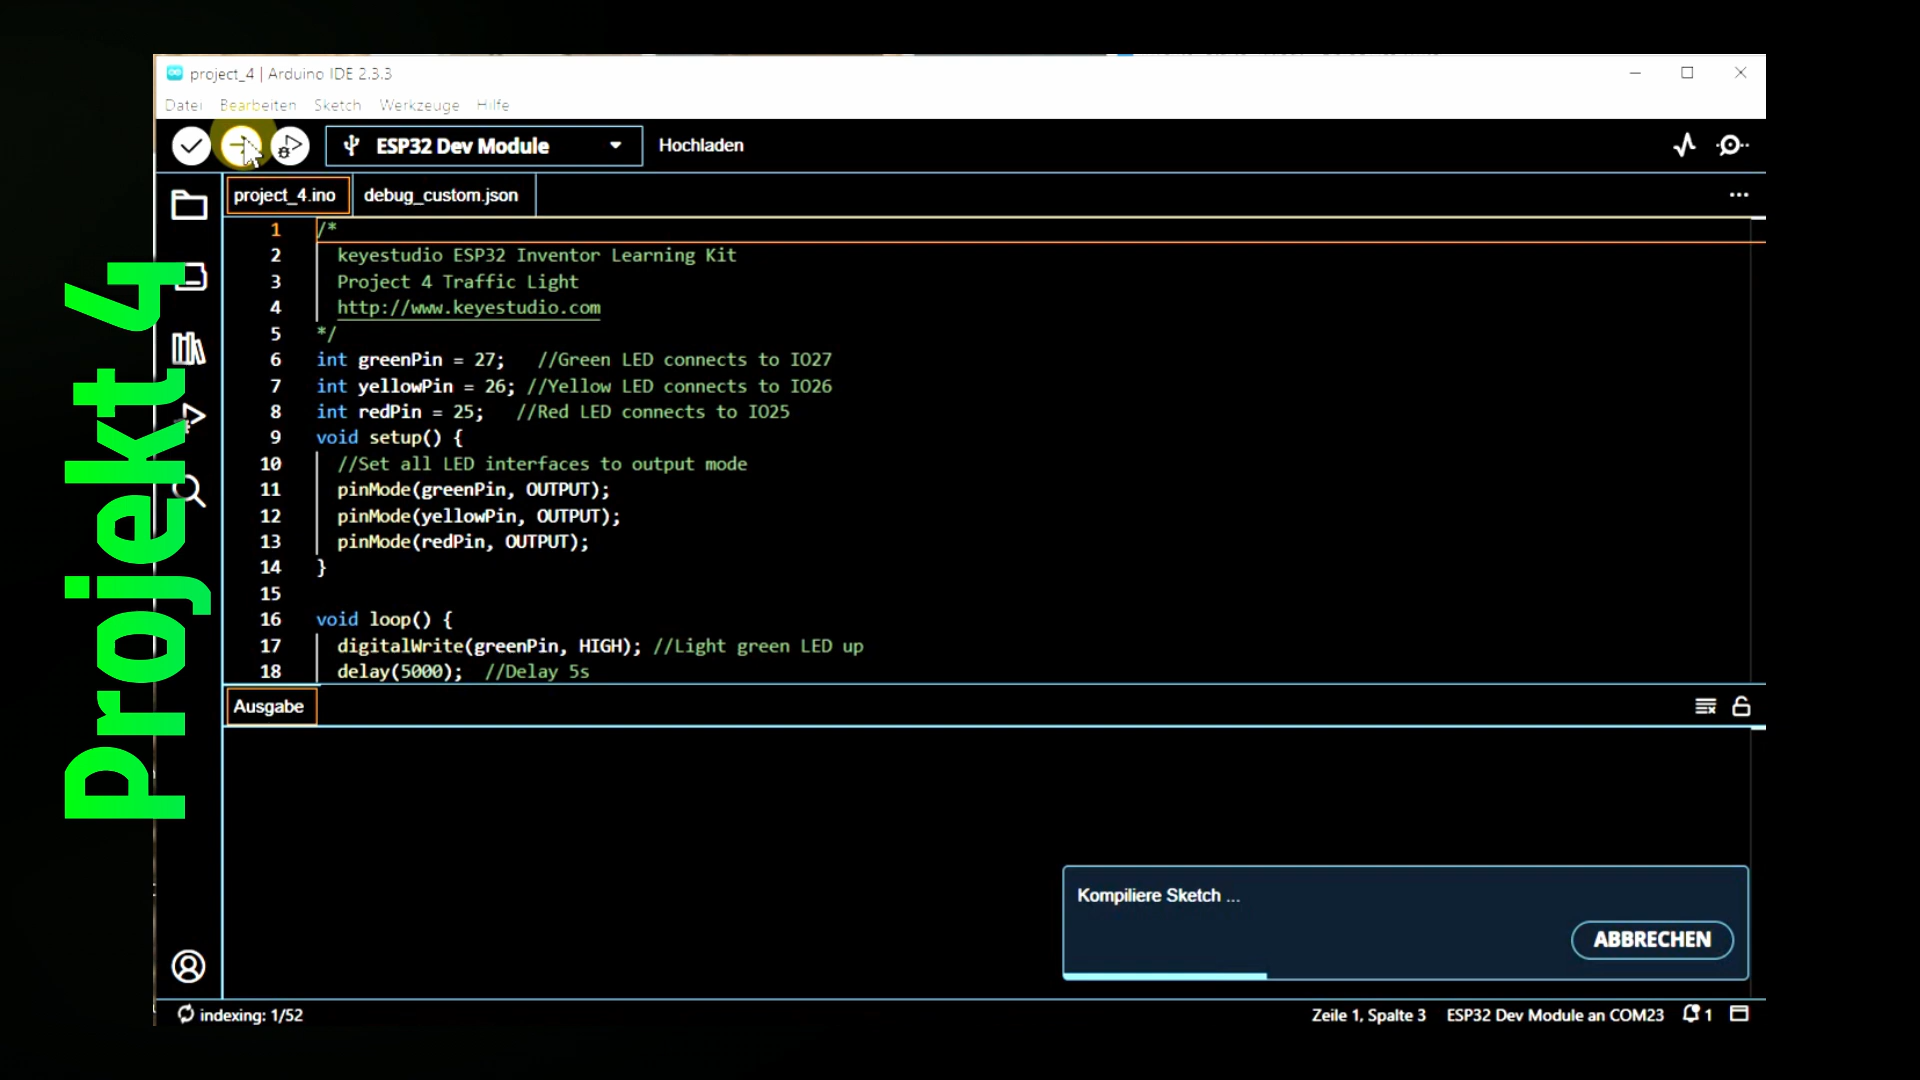 project_4 | Arduino IDE 2.3.3
Datei Bearbeiten Sketch Werkzeuge Hilfe
ESP32 Dev Module
Hochladen
project_4.ino
debug_custom.json
1 /*
2 keyestudio ESP32 Inventor Learning Kit
3 Project 4 Traffic Light
4 http://www.keyestudio.com
5 */
6 int greenPin = 27; //Green LED connects to IO27
7 int yellowPin = 26; //Yellow LED connects to IO26
8 int redPin = 25; //Red LED connects to IO25
9 void setup() {
10 //Set all LED interfaces to output mode
11 pinMode(greenPin, OUTPUT);
12 pinMode(yellowPin, OUTPUT);
13 pinMode(redPin, OUTPUT);
14 }
15
16 void loop() {
17 digitalWrite(greenPin, HIGH); //Light green LED up
18 delay(5000); //Delay 5s
Projekt 4
Ausgabe
Kompiliere Sketch ...
ABBRECHEN
indexing: 1/52
Zeile 1, Spalte 3
ESP32 Dev Module an COM23
1